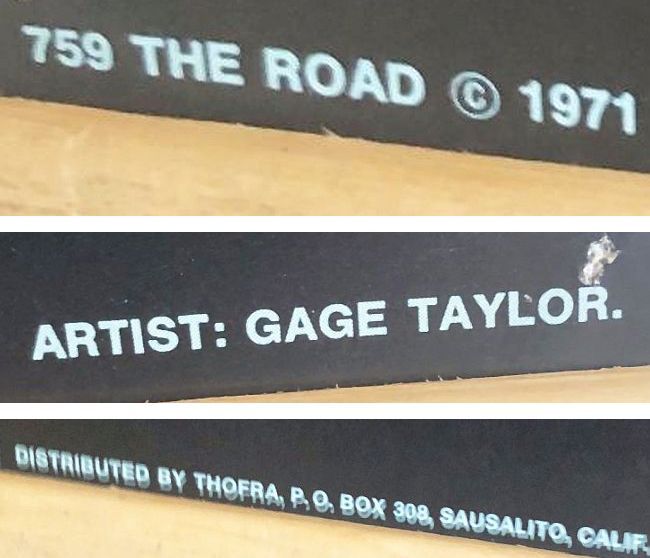 759 THE ROAD © 1971
ARTIST: GAGE TAYLOR.
DISTRIBUTED BY THOFRA, P.O. BOX 308, SAUSALITO, CALIF.